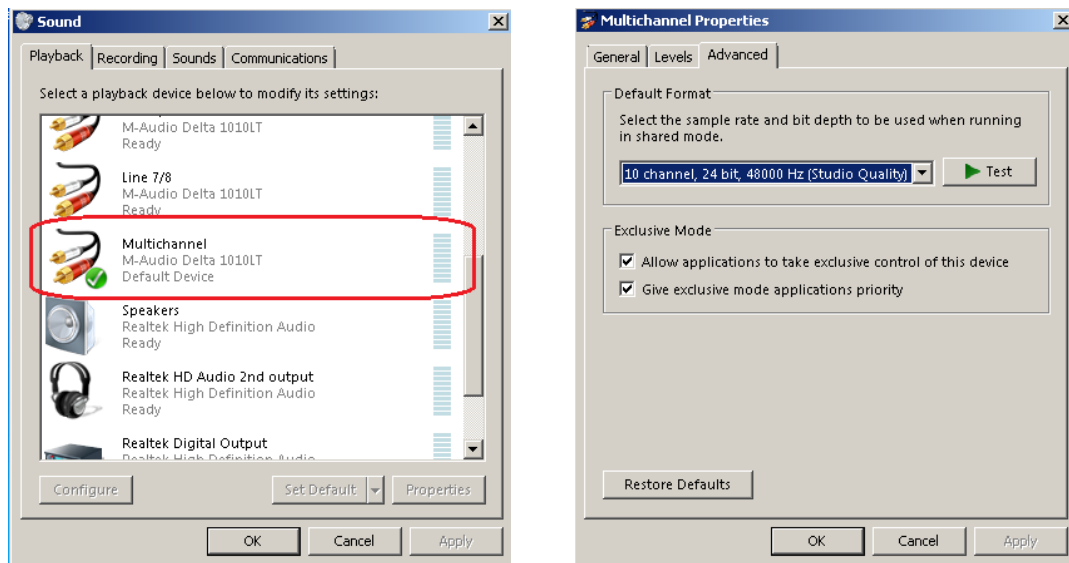 Sound
Playback Recording Sounds Communications
Select a playback device below to modify its settings:
M-Audio Delta 1010LT
Ready
Line 7/8
M-Audio Delta 1010LT
Ready
Multichannel
M-Audio Delta 1010LT
Default Device
Speakers
Realtek High Definition Audio
Ready
Realtek HD Audio 2nd output
Realtek High Definition Audio
Ready
Realtek Digital Output
Realtek High Definition Audio
Configure Set Default Properties
OK Cancel Apply
Multichannel Properties
General Levels Advanced
Default Format
Select the sample rate and bit depth to be used when running
in shared mode.
10 channel, 24 bit, 48000 Hz (Studio Quality) Test
Exclusive Mode
Allow applications to take exclusive control of this device
Give exclusive mode applications priority
Restore Defaults
OK Cancel Apply